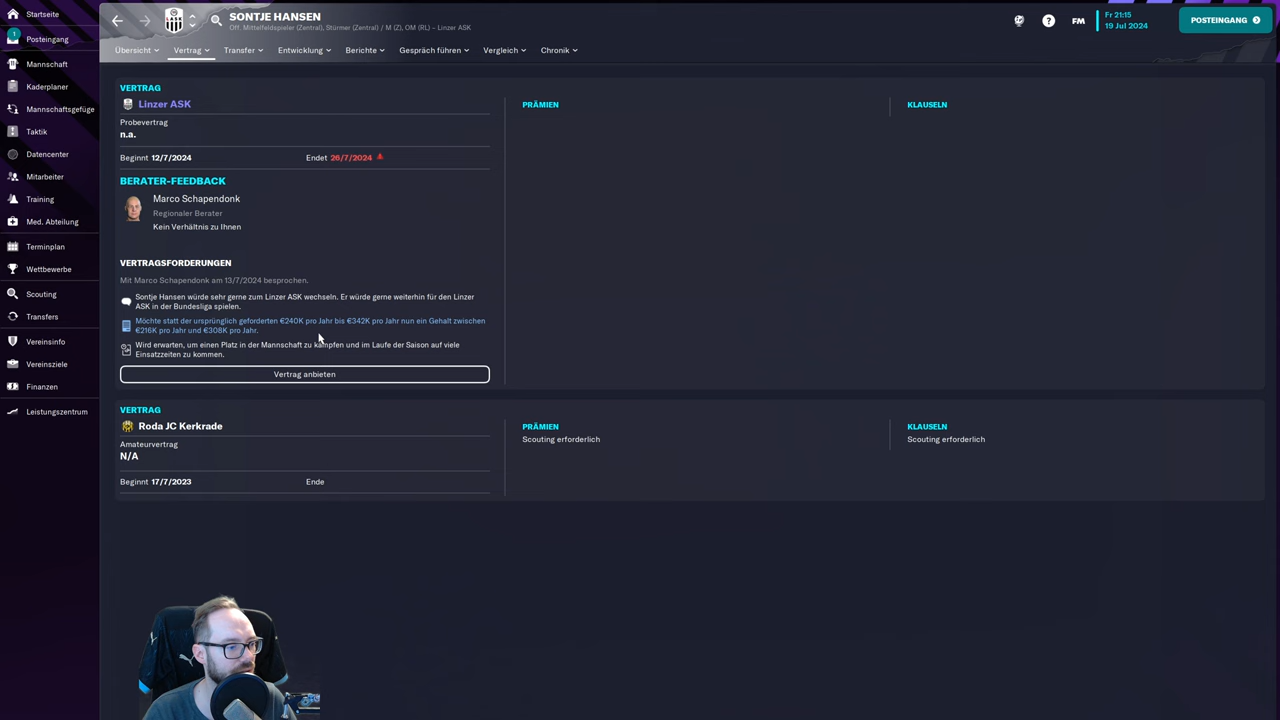 Startseite
1
Posteingang
Mannschaft
Kaderplaner
Mannschaftsgefüge
Taktik
Datencenter
Mitarbeiter
Training
Med. Abteilung
Terminplan
Wettbewerbe
Scouting
Transfers
Vereinsinfo
Vereinsziele
Finanzen
Leistungszentrum
SONTJE HANSEN
Off. Mittelfeldspieler (Zentral), Stürmer (Zentral) / M (Z), OM (RL) – Linzer ASK
?
FM
Fr 21:15
19 Jul 2024
POSTEINGANG
Übersicht
Vertrag
Transfer
Entwicklung
Berichte
Gespräch führen
Vergleich
Chronik
VERTRAG
Linzer ASK
Probevertrag
n.a.
Beginnt 12/7/2024 Endet 26/7/2024
BERATER-FEEDBACK
Marco Schapendonk
Regionaler Berater
Kein Verhältnis zu Ihnen
VERTRAGSFORDERUNGEN
Mit Marco Schapendonk am 13/7/2024 besprochen.
Sontje Hansen würde sehr gerne zum Linzer ASK wechseln. Er würde gerne weiterhin für den Linzer
ASK in der Bundesliga spielen.
Möchte statt der ursprünglich geforderten €240K pro Jahr bis €342K pro Jahr nun ein Gehalt zwischen
€216K pro Jahr und €308K pro Jahr.
Wird erwarten, um einen Platz in der Mannschaft zu kämpfen und im Laufe der Saison auf viele
Einsatzzeiten zu kommen.
Vertrag anbieten
PRÄMIEN
KLAUSELN
VERTRAG
Roda JC Kerkrade
Amateurvertrag
N/A
Beginnt 17/7/2023 Ende
PRÄMIEN
Scouting erforderlich
KLAUSELN
Scouting erforderlich